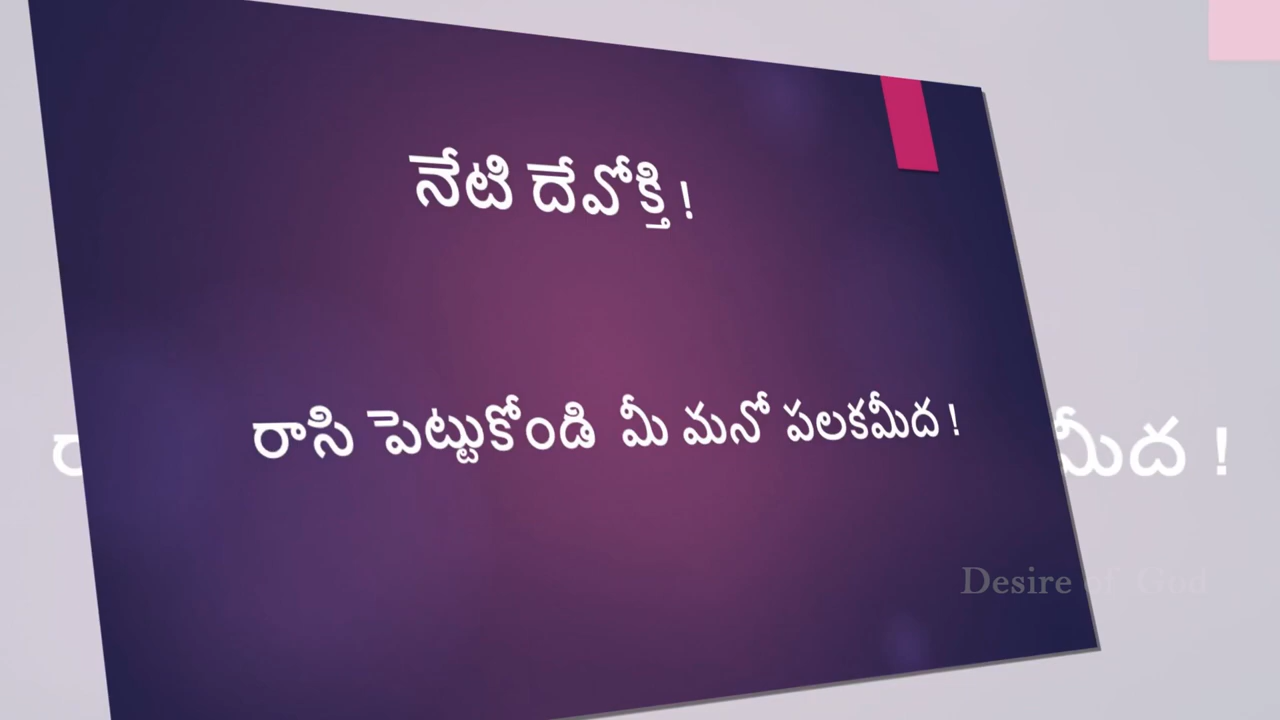 నేటి దేవోక్తి !
రాసి పెట్టుకోండి మీ మనో పలకమీద !
మీద !
Desire of God